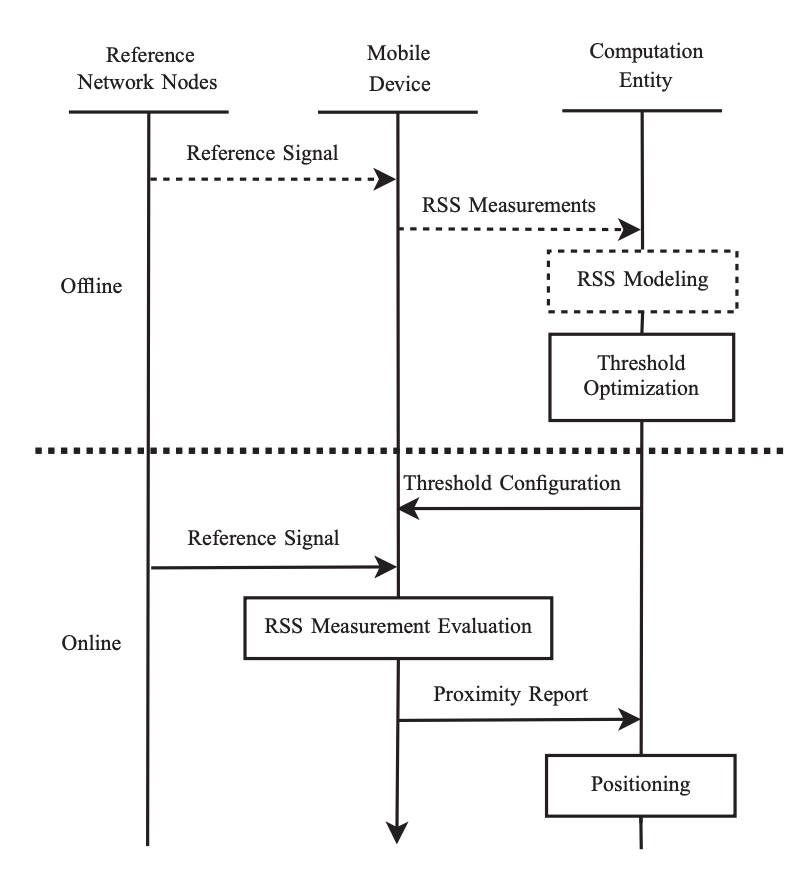 Reference
Network Nodes
Mobile
Device
Computation
Entity
Reference Signal
RSS Measurements
RSS Modeling
Offline
Threshold
Optimization
Threshold Configuration
Reference Signal
RSS Measurement Evaluation
Online
Proximity Report
Positioning